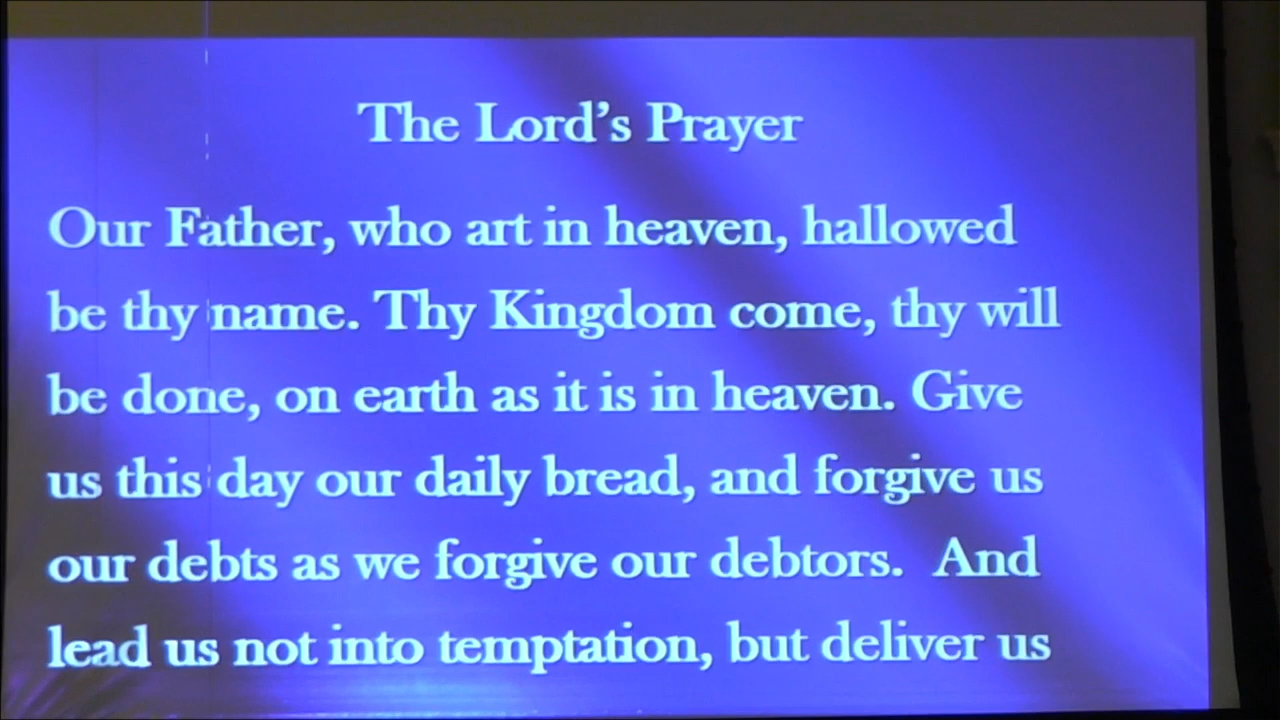 The Lord's Prayer
Our Father, who art in heaven, hallowed
be thy name. Thy Kingdom come, thy will
be done, on earth as it is in heaven. Give
us this day our daily bread, and forgive us
our debts as we forgive our debtors.  And
lead us not into temptation, but deliver us